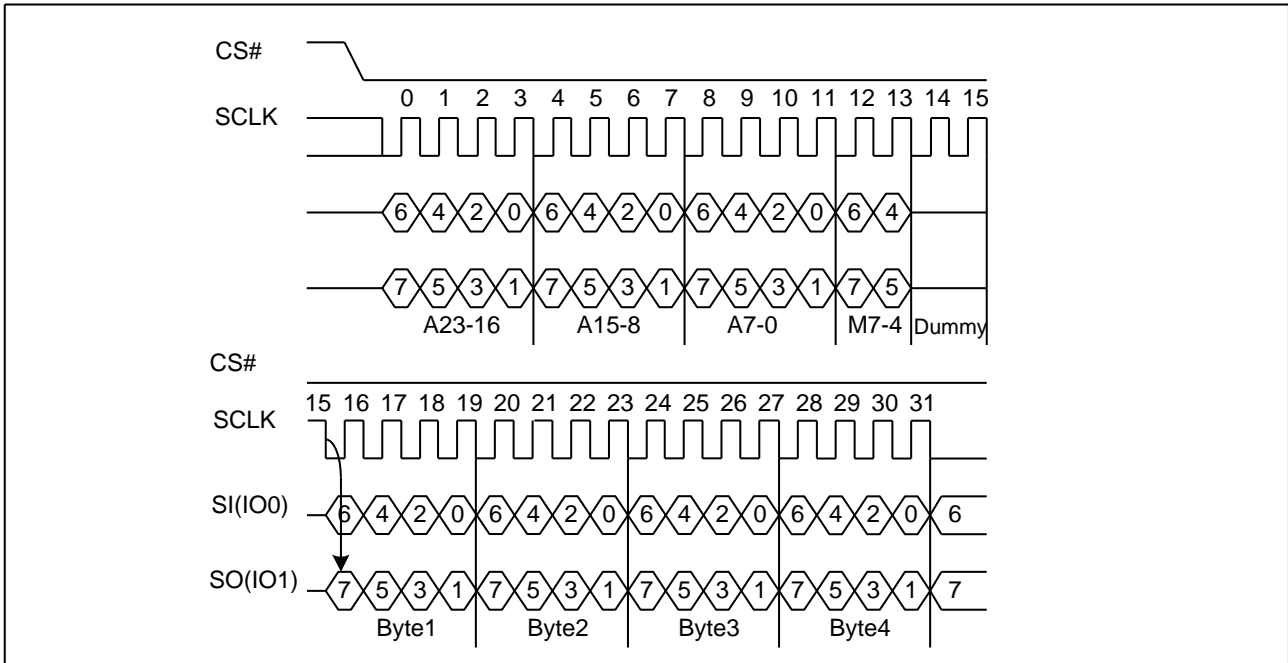 CS#
0 1 2 3 4 5 6 7 8 9 10 11 12 13 14 15
SCLK
6 4 2 0 6 4 2 0 6 4 2 0 6 4
7 5 3 1 7 5 3 1 7 5 3 1 7 5
A23-16 A15-8 A7-0 M7-4 Dummy
CS#
15 16 17 18 19 20 21 22 23 24 25 26 27 28 29 30 31
SCLK
SI(IO0) 6 4 2 0 6 4 2 0 6 4 2 0 6 4 2 0 6
SO(IO1) 7 5 3 1 7 5 3 1 7 5 3 1 7 5 3 1 7
Byte1 Byte2 Byte3 Byte4